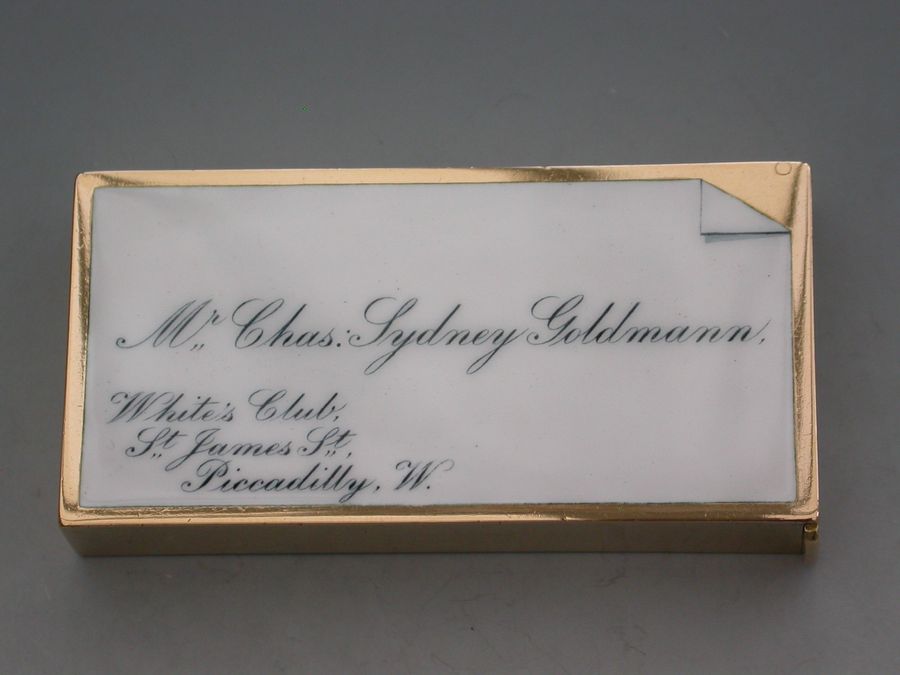 Mr Chas: Sydney Goldmann,
White's Club,
St James St,
Piccadilly, W.